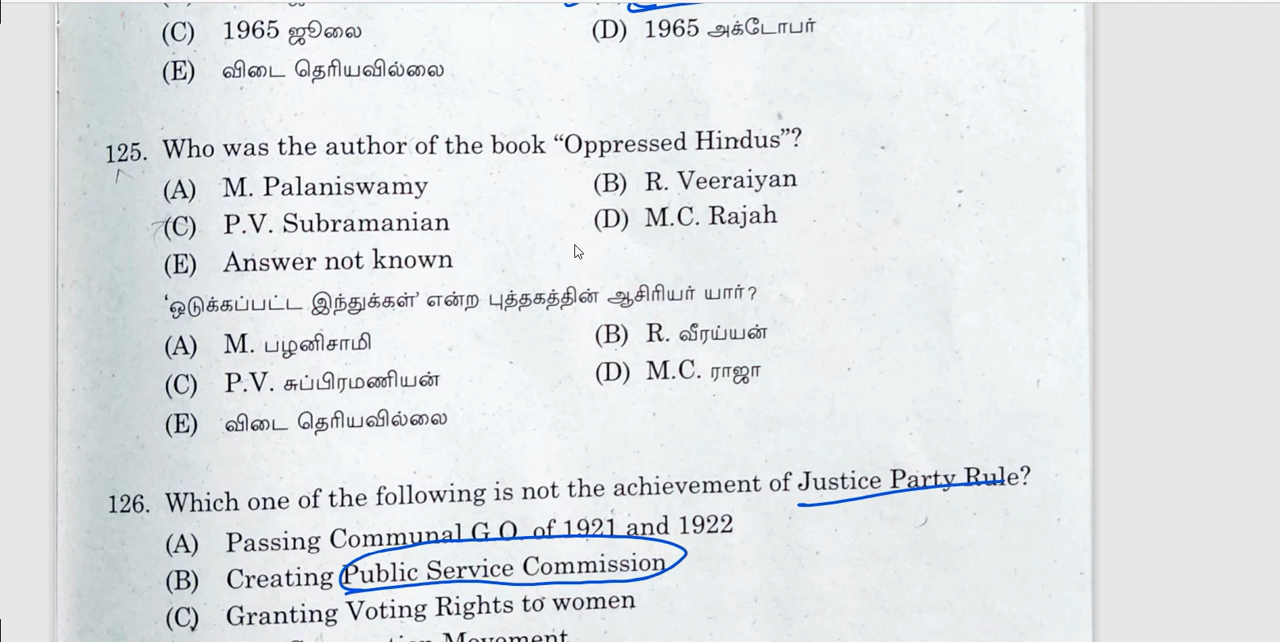 (C) 1965 ஜூலை (D) 1965 அக்டோபர்
(E) விடை தெரியவில்லை
125. Who was the author of the book “Oppressed Hindus”?
(A) M. Palaniswamy (B) R. Veeraiyan
(C) P.V. Subramanian (D) M.C. Rajah
(E) Answer not known
‘ஒடுக்கப்பட்ட இந்துக்கள்’ என்ற புத்தகத்தின் ஆசிரியர் யார்?
(A) M. பழனிசாமி (B) R. வீரய்யன்
(C) P.V. சுப்பிரமணியன் (D) M.C. ராஜா
(E) விடை தெரியவில்லை
126. Which one of the following is not the achievement of Justice Party Rule?
(A) Passing Communal G.O. of 1921 and 1922
(B) Creating Public Service Commission
(C) Granting Voting Rights to women
Movement